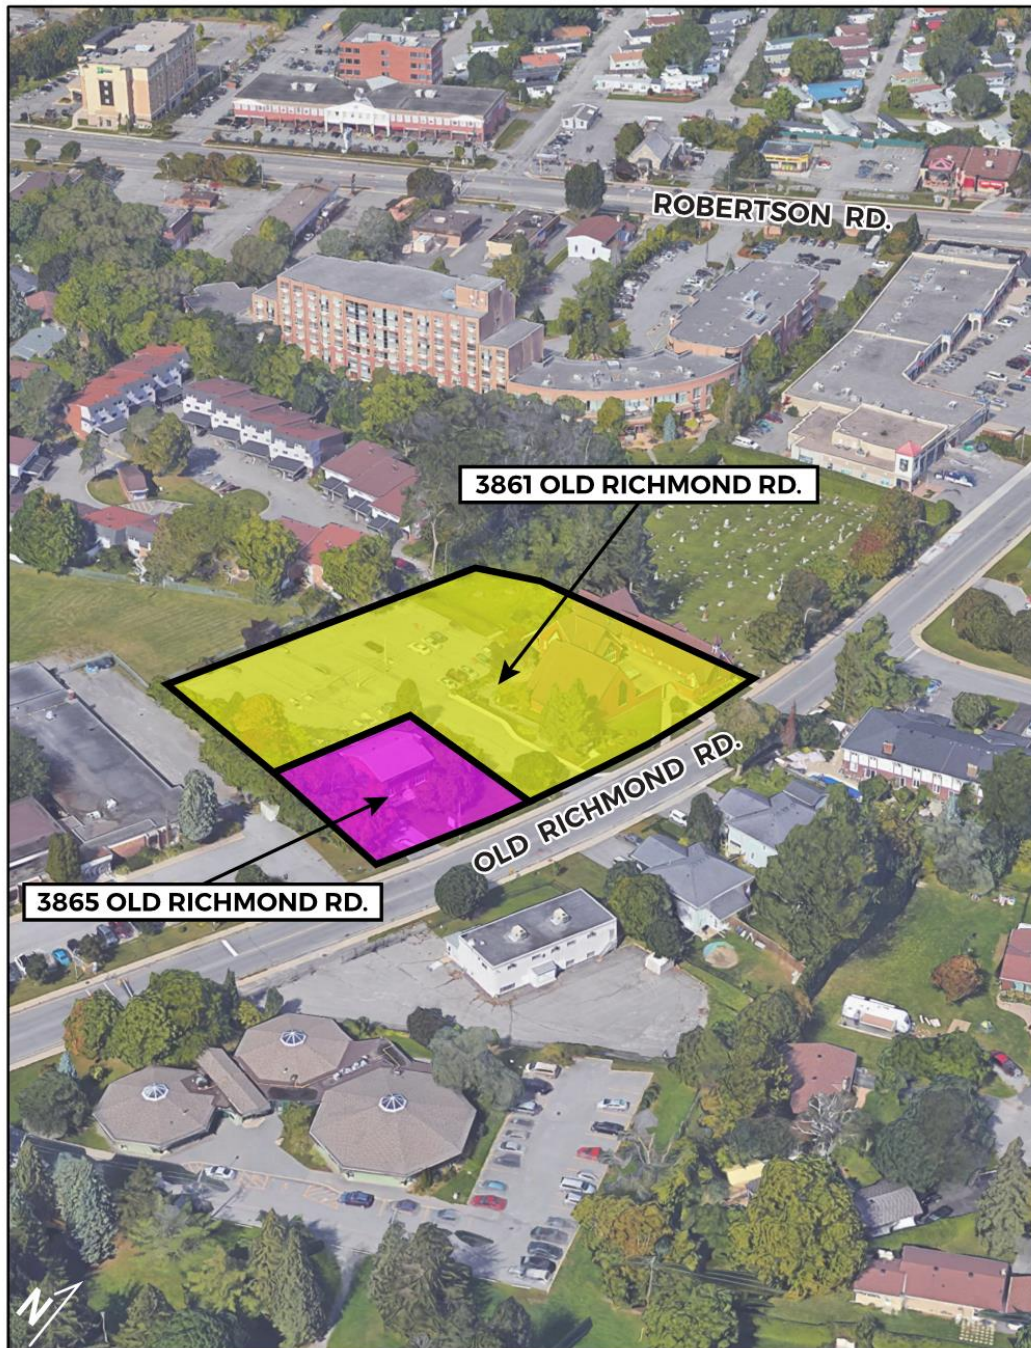 ROBERTSON RD.
3861 OLD RICHMOND RD.
OLD RICHMOND RD.
3865 OLD RICHMOND RD.
N